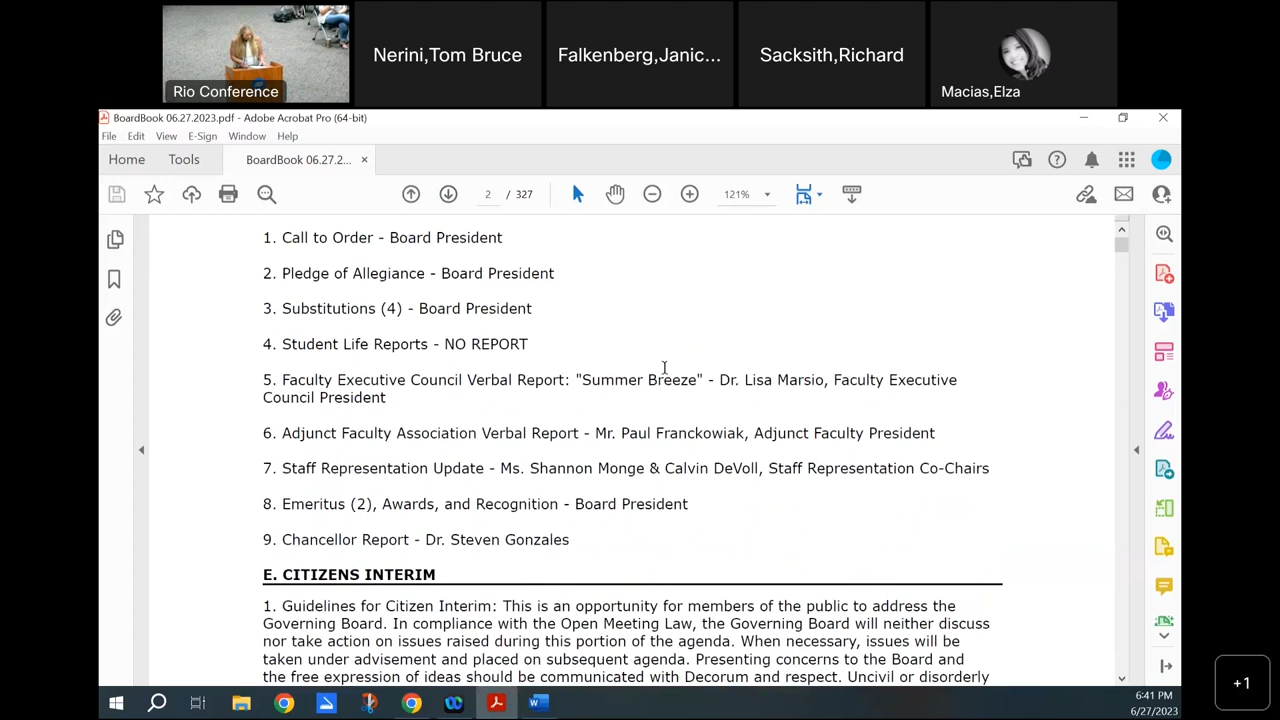 Rio Conference
Nerini,Tom Bruce
Falkenberg,Janic...
Sacksith,Richard
Macias,Elza
BoardBook 06.27.2023.pdf - Adobe Acrobat Pro (64-bit)
File Edit View E-Sign Window Help
Home Tools BoardBook 06.27.2... ×
2 / 327 121%
1. Call to Order - Board President
2. Pledge of Allegiance - Board President
3. Substitutions (4) - Board President
4. Student Life Reports - NO REPORT
5. Faculty Executive Council Verbal Report: "Summer Breeze" - Dr. Lisa Marsio, Faculty Executive
Council President
6. Adjunct Faculty Association Verbal Report - Mr. Paul Franckowiak, Adjunct Faculty President
7. Staff Representation Update - Ms. Shannon Monge & Calvin DeVoll, Staff Representation Co-Chairs
8. Emeritus (2), Awards, and Recognition - Board President
9. Chancellor Report - Dr. Steven Gonzales
E. CITIZENS INTERIM
1. Guidelines for Citizen Interim: This is an opportunity for members of the public to address the
Governing Board. In compliance with the Open Meeting Law, the Governing Board will neither discuss
nor take action on issues raised during this portion of the agenda. When necessary, issues will be
taken under advisement and placed on subsequent agenda. Presenting concerns to the Board and
the free expression of ideas should be communicated with Decorum and respect. Uncivil or disorderly
6:41 PM
6/27/2023
+1